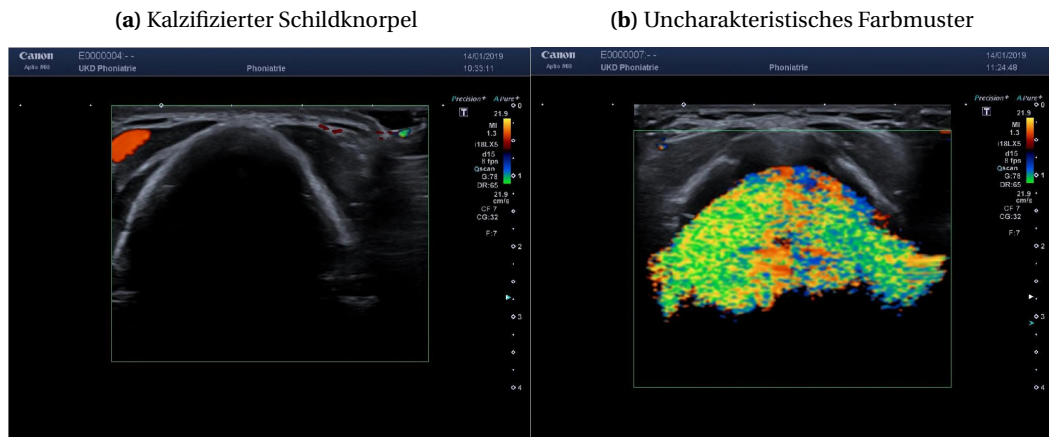 (a) Kalzifizierter Schildknorpel
(b) Uncharakteristisches Farbmuster
Canon
E0000004:- -
14/01/2019
Aplio i800
UKD Phoniatrie
Phoniatrie
10:33:11
Precision+ A Pure+
T
21.9
MI
1.3
i18LX5
d15
8 fps
Qscan
G:78
DR:65
21.9
cm/s
CF 7
CG:32
F:7
0
1
2
3
4
Canon
E0000007:- -
14/01/2019
UKD Phoniatrie
Phoniatrie
11:24:48
Precision+ A Pure+
T
21.9
MI
1.3
i18LX5
d15
8 fps
Qscan
G:78
DR:65
21.9
cm/s
CF 7
CG:32
F:7
0
1
2
3
4